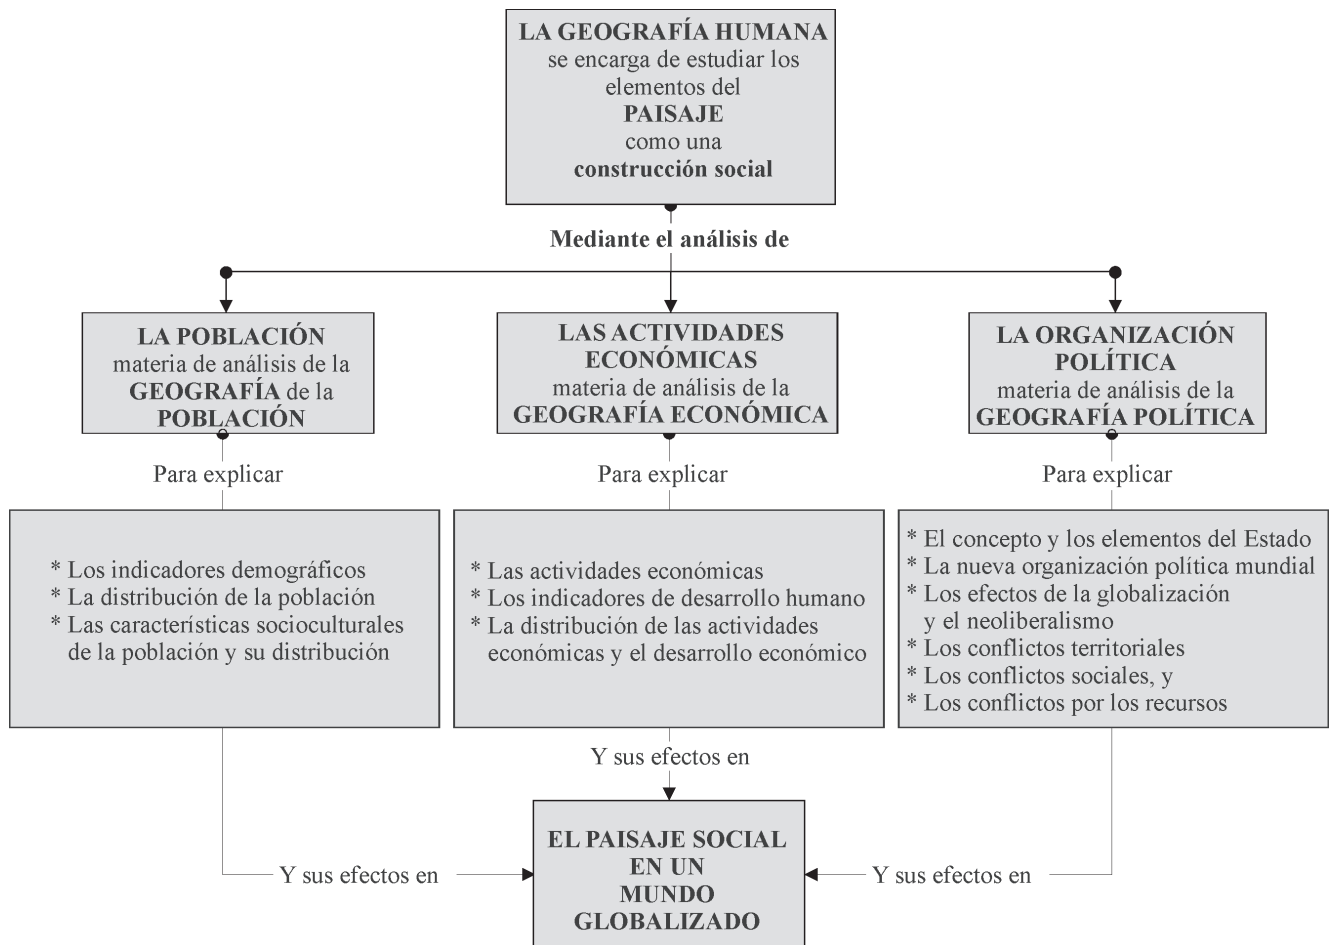 LA GEOGRAFÍA HUMANA
se encarga de estudiar los
elementos del
PAISAJE
como una
construcción social
Mediante el análisis de
LA POBLACIÓN
materia de análisis de la
GEOGRAFÍA de la
POBLACIÓN
LAS ACTIVIDADES
ECONÓMICAS
materia de análisis de la
GEOGRAFÍA ECONÓMICA
LA ORGANIZACIÓN
POLÍTICA
materia de análisis de la
GEOGRAFÍA POLÍTICA
Para explicar
Para explicar
Para explicar
* Los indicadores demográficos
* La distribución de la población
* Las características socioculturales
de la población y su distribución
* Las actividades económicas
* Los indicadores de desarrollo humano
* La distribución de las actividades
económicas y el desarrollo económico
* El concepto y los elementos del Estado
* La nueva organización política mundial
* Los efectos de la globalización
y el neoliberalismo
* Los conflictos territoriales
* Los conflictos sociales, y
* Los conflictos por los recursos
Y sus efectos en
Y sus efectos en
EL PAISAJE SOCIAL
EN UN
MUNDO
GLOBALIZADO
Y sus efectos en